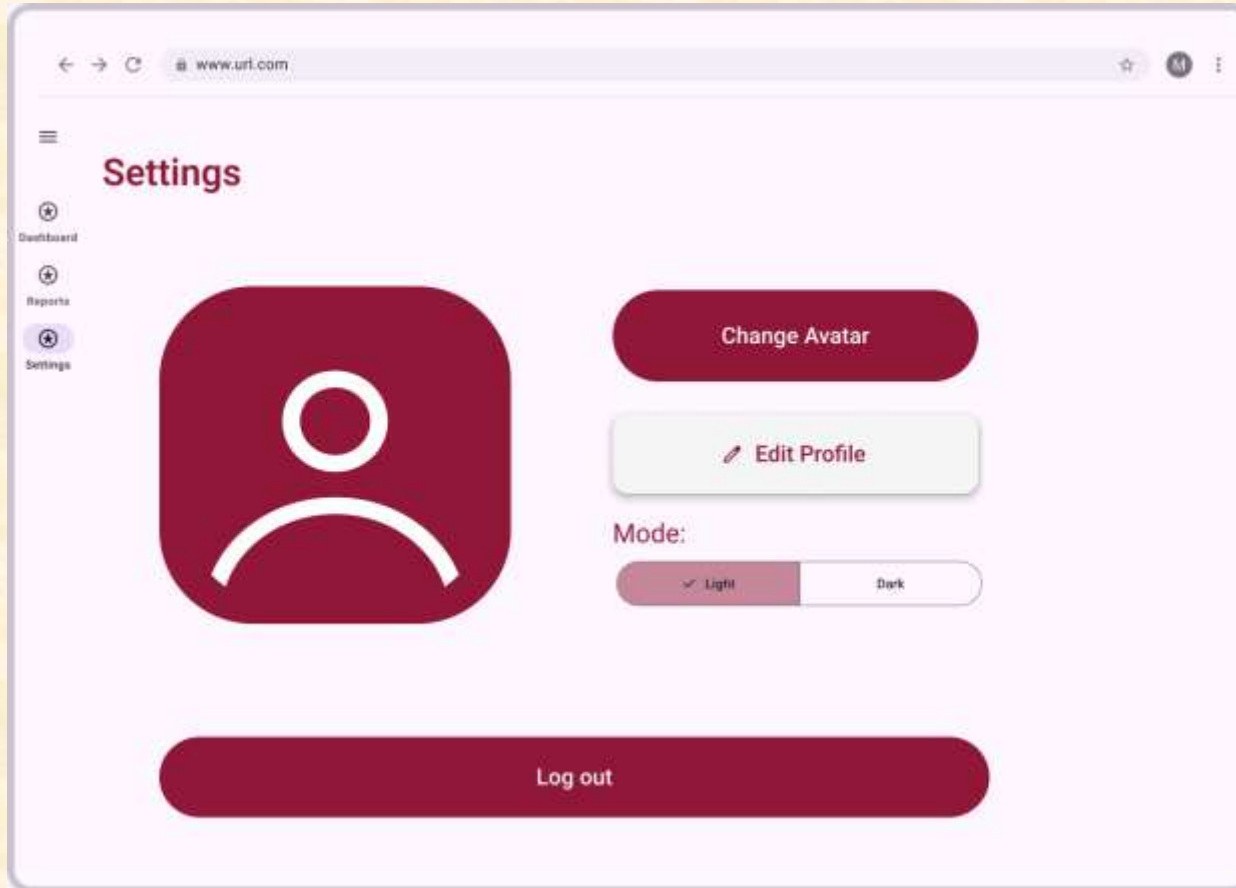 www.url.com
M
Settings
Dashboard
Reports
Settings
Change Avatar
Edit Profile
Mode:
Light
Dark
Log out